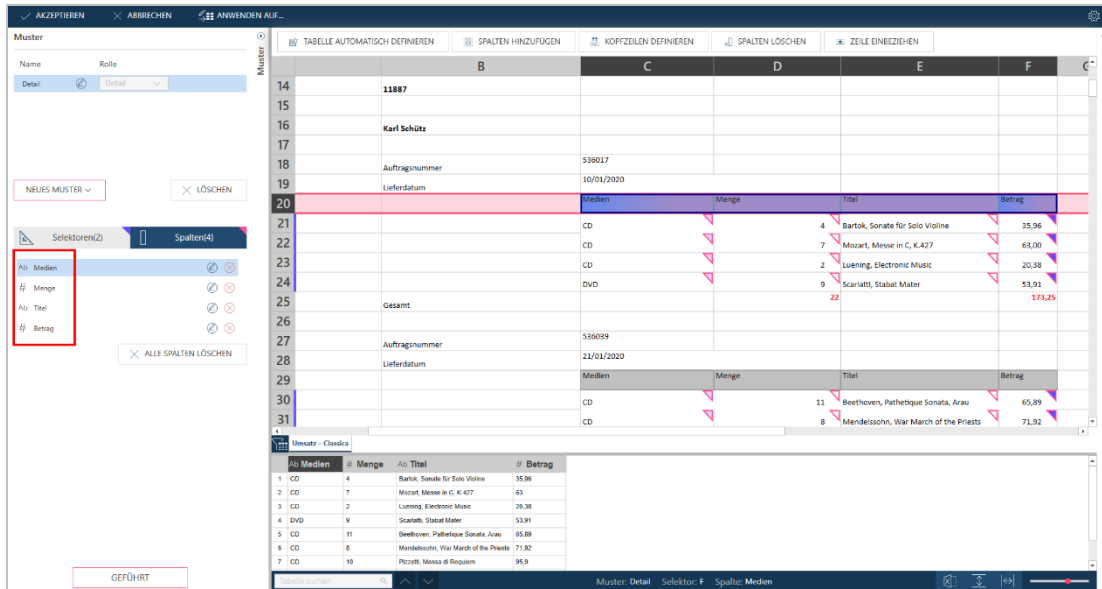 AKZEPTIEREN ABBRECHEN ANWENDEN AUF...
Muster
Name Rolle
Detail Detail
NEUES MUSTER LÖSCHEN
Selektoren(2) Spalten(4)
Ab Medien
# Menge
Ab Titel
# Betrag
ALLE SPALTEN LÖSCHEN
GEFÜHRT
Muster
TABELLE AUTOMATISCH DEFINIEREN SPALTEN HINZUFÜGEN KOPFZEILEN DEFINIEREN SPALTEN LÖSCHEN ZEILE EINBEZIEHEN
B C D E F
14 11887
15
16 Karl Schütz
17
18 Auftragsnummer 536017
19 Lieferdatum 10/01/2020
20 Medien Menge Titel Betrag
21 CD 4 Bartok, Sonate für Solo Violine 35,96
22 CD 7 Mozart, Messe in C, K.427 63,00
23 CD 2 Luening, Electronic Music 20,38
24 DVD 9 Scarlatti, Stabat Mater 53,91
25 Gesamt 22 173,25
26
27 Auftragsnummer 536039
28 Lieferdatum 21/01/2020
29 Medien Menge Titel Betrag
30 CD 11 Beethoven, Pathetique Sonata, Arau 65,89
31 CD 8 Mendelssohn, War March of the Priests 71,92
Umsatz - Classica
Ab Medien # Menge Ab Titel # Betrag
1 CD 4 Bartok, Sonate für Solo Violine 35,96
2 CD 7 Mozart, Messe in C, K.427 63
3 CD 2 Luening, Electronic Music 20,38
4 DVD 9 Scarlatti, Stabat Mater 53,91
5 CD 11 Beethoven, Pathetique Sonata, Arau 65,89
6 CD 8 Mendelssohn, War March of the Priests 71,92
7 CD 10 Pizzetti, Messa di Requiem 95,9
Tabelle suchen Muster: Detail Selektor: F Spalte: Medien